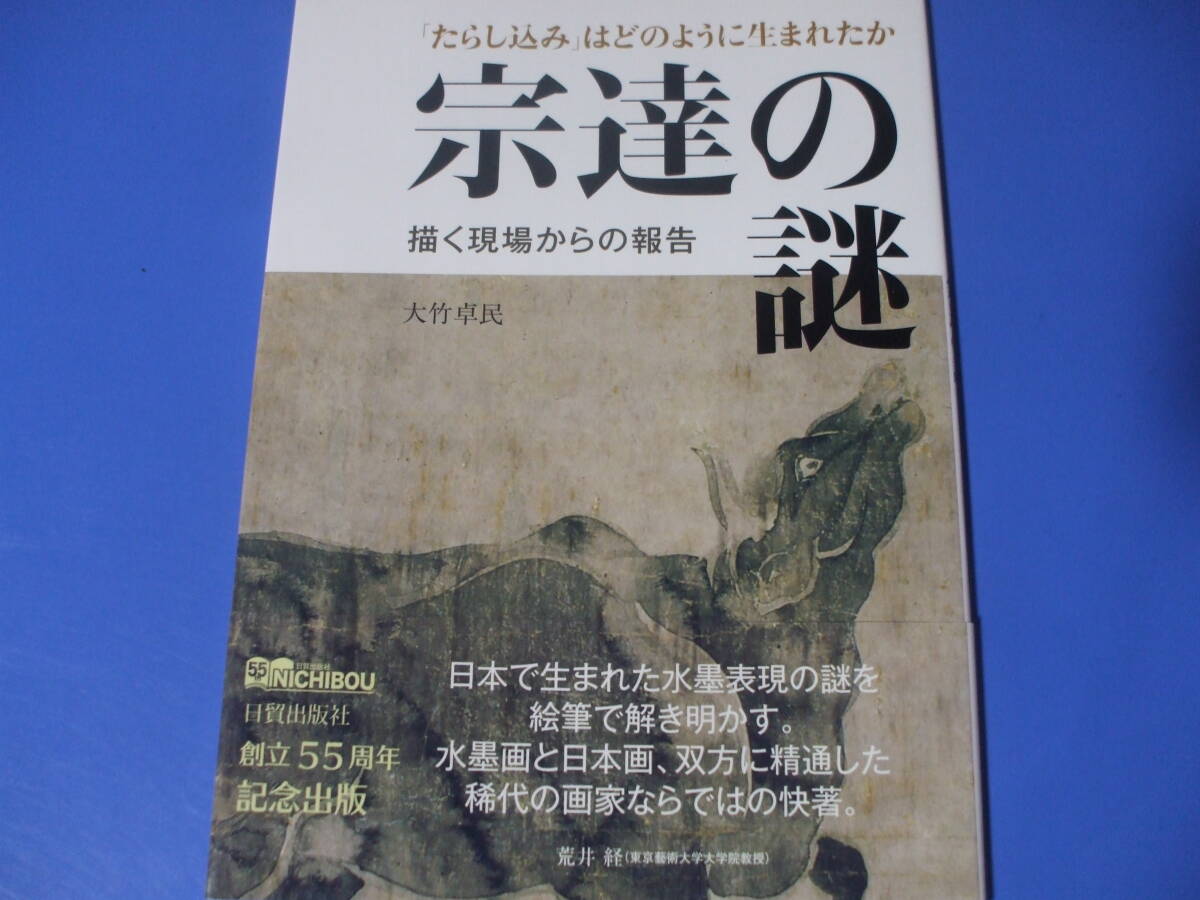 「たらし込み」はどのように生まれたか
宗達の
謎
描く現場からの報告
大竹卓民
日本で生まれた水墨表現の謎を
絵筆で解き明かす。
水墨画と日本画、双方に精通した
稀代の画家ならではの快著。
荒井 経(東京藝術大学大学院教授)
55
日貿出版社
NICHIBOU
日貿出版社
創立55周年
記念出版